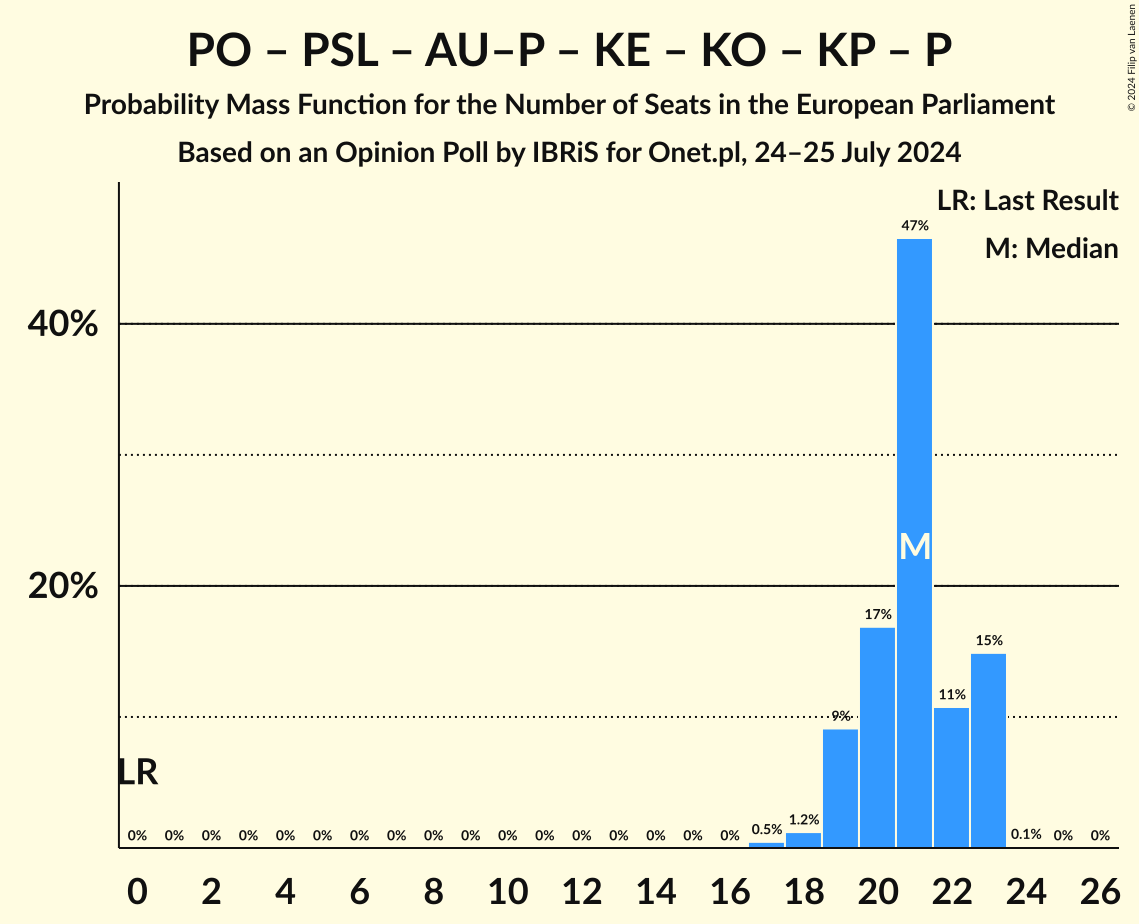 PO – PSL – AU–P – KE – KO – KP – P
Probability Mass Function for the Number of Seats in the European Parliament
Based on an Opinion Poll by IBRiS for Onet.pl, 24–25 July 2024
© 2024 Filip van Laenen
LR: Last Result
M: Median
47%
40%
M
20%
17%
15%
11%
9%
LR
0% 0% 0% 0% 0% 0% 0% 0% 0% 0% 0% 0% 0% 0% 0% 0% 0% 0.5% 1.2% 0.1% 0% 0%
0 2 4 6 8 10 12 14 16 18 20 22 24 26